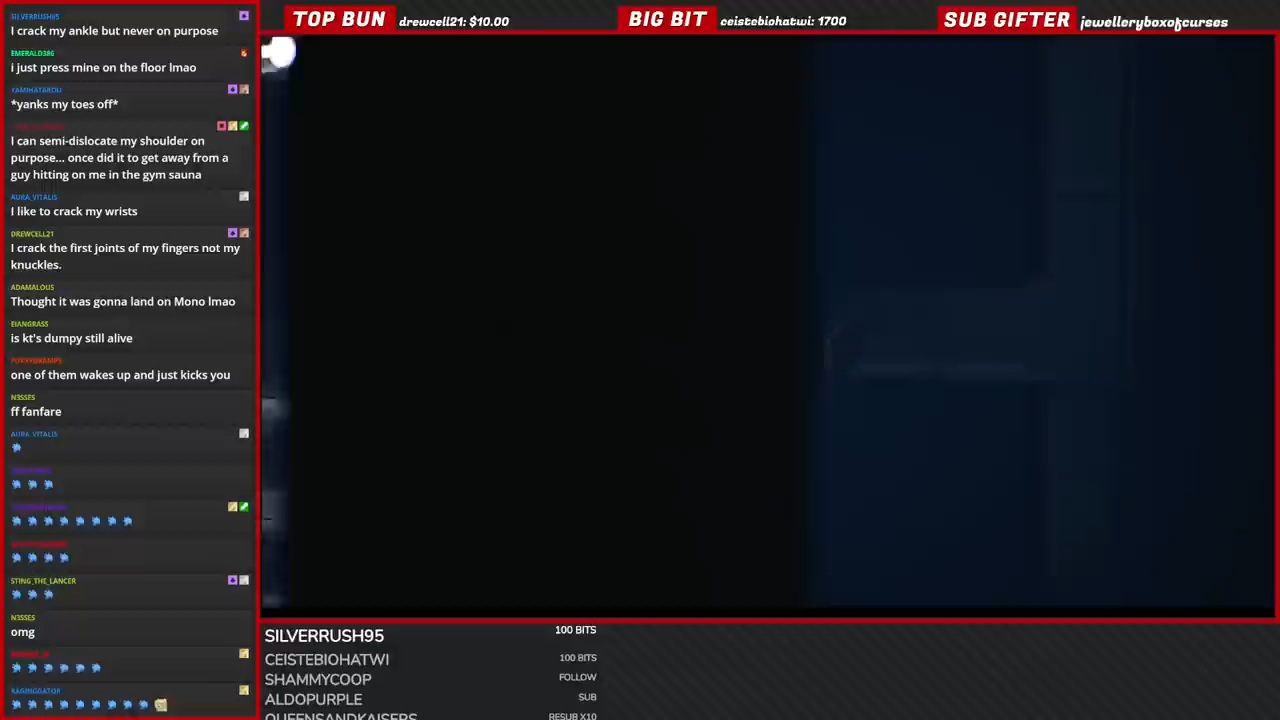 TOP BUN drewcell21: $10.00 BIG BIT ceistebiohatwi: 1700 SUB GIFTER jewelleryboxofcurses
SILVERRUSH95
I crack my ankle but never on purpose
EMERALD386
i just press mine on the floor lmao
KAMIHATAROU
*yanks my toes off*
I can semi-dislocate my shoulder on
purpose... once did it to get away from a
guy hitting on me in the gym sauna
AURA_VITALIS
I like to crack my wrists
DREWCELL21
I crack the first joints of my fingers not my
knuckles.
ADAMALOUS
Thought it was gonna land on Mono lmao
EIANGRASS
is kt's dumpy still alive
one of them wakes up and just kicks you
N3SSES
ff fanfare
AURA_VITALIS
STING_THE_LANCER
N3SSES
omg
RAGINGGATOR
SILVERRUSH95 100 BITS
CEISTEBIOHATWI 100 BITS
SHAMMYCOOP FOLLOW
ALDOPURPLE SUB
QUEENSANDKAISERS RESUB X10